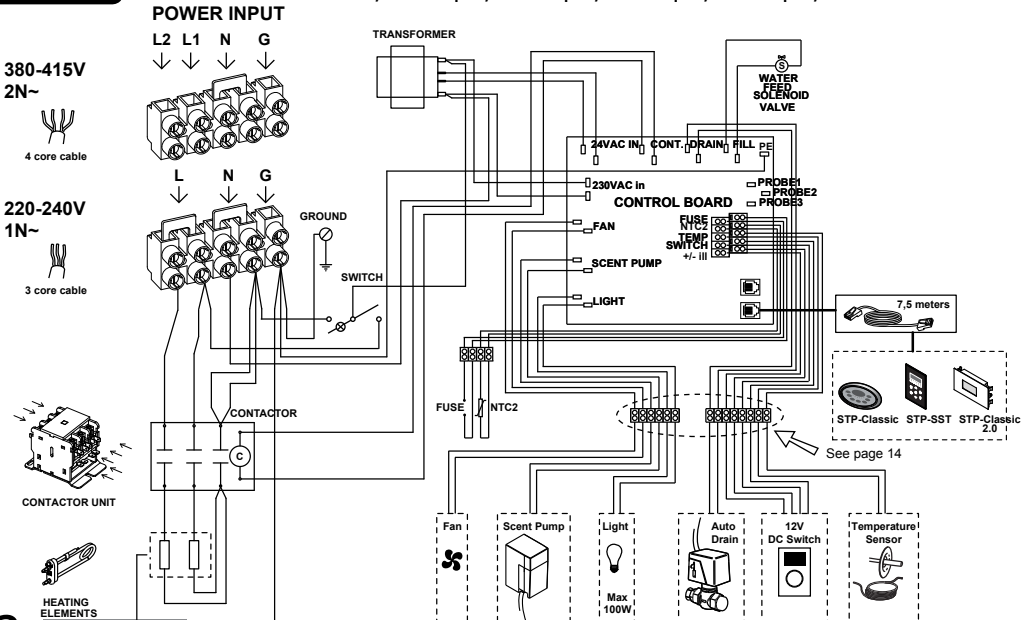 POWER INPUT
L2 L1 N G
380-415V
2N~
4 core cable
L N G
220-240V
1N~
3 core cable
GROUND
SWITCH
TRANSFORMER
S
WATER
FEED
SOLENOID
VALVE
24VAC IN CONT. DRAIN FILL PE
230VAC in
PROBE1
PROBE2
PROBE3
CONTROL BOARD
FAN
FUSE
NTC2
TEMP
SWITCH
+/- ill
SCENT PUMP
LIGHT
7,5 meters
STP-Classic STP-SST STP-Classic
2.0
FUSE NTC2
See page 14
CONTACTOR
C
CONTACTOR UNIT
HEATING
ELEMENTS
Fan
Scent Pump
Light
Max
100W
Auto
Drain
12V
DC Switch
Temperature
Sensor